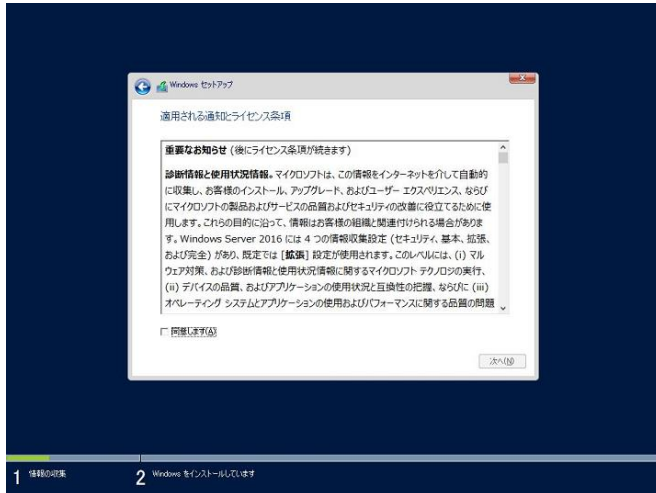 Windows セットアップ
適用される通知とライセンス条項
重要なお知らせ (後にライセンス条項が続きます)
診断情報と使用状況情報。マイクロソフトは、この情報をインターネットを介して自動的
に収集し、お客様のインストール、アップグレード、およびユーザー エクスペリエンス、ならび
にマイクロソフトの製品およびサービスの品質およびセキュリティの改善に役立てるために使
用します。これらの目的に沿って、情報はお客様の組織と関連付けられる場合がありま
す。Windows Server 2016 には 4 つの情報収集設定 (セキュリティ、基本、拡張、
および完全) があり、既定では [拡張] 設定が使用されます。このレベルには、(i) マル
ウェア対策、および診断情報と使用状況情報に関するマイクロソフト テクノロジの実行、
(ii) デバイスの品質、およびアプリケーションの使用状況と互換性の把握、ならびに (iii)
オペレーティング システムとアプリケーションの使用およびパフォーマンスに関する品質の問題
同意します(A)
次へ(N)
1 情報の収集
2 Windows をインストールしています